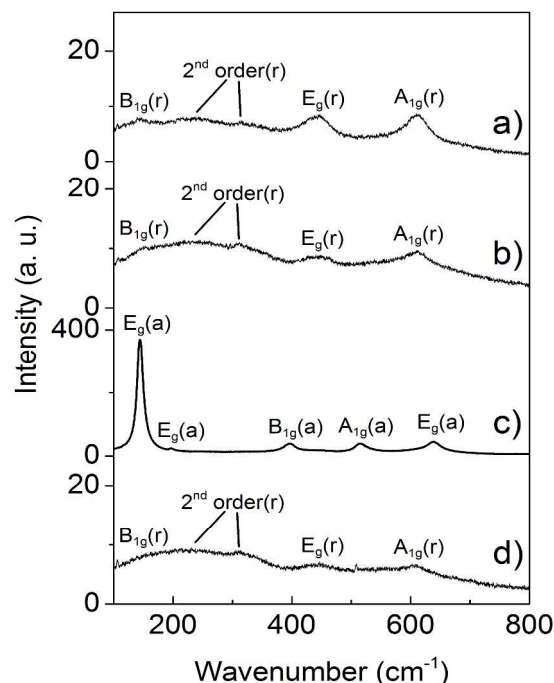 20
2nd order(r)
B1g(r)
Eg(r)
A1g(r)
a)
0
20
2nd order(r)
B1g(r)
Eg(r)
A1g(r)
b)
0
400
Eg(a)
Eg(a)
B1g(a)
A1g(a)
Eg(a)
c)
0
20
2nd order(r)
B1g(r)
Eg(r)
A1g(r)
d)
0
200
400
600
800
Wavenumber (cm-1)
Intensity (a. u.)